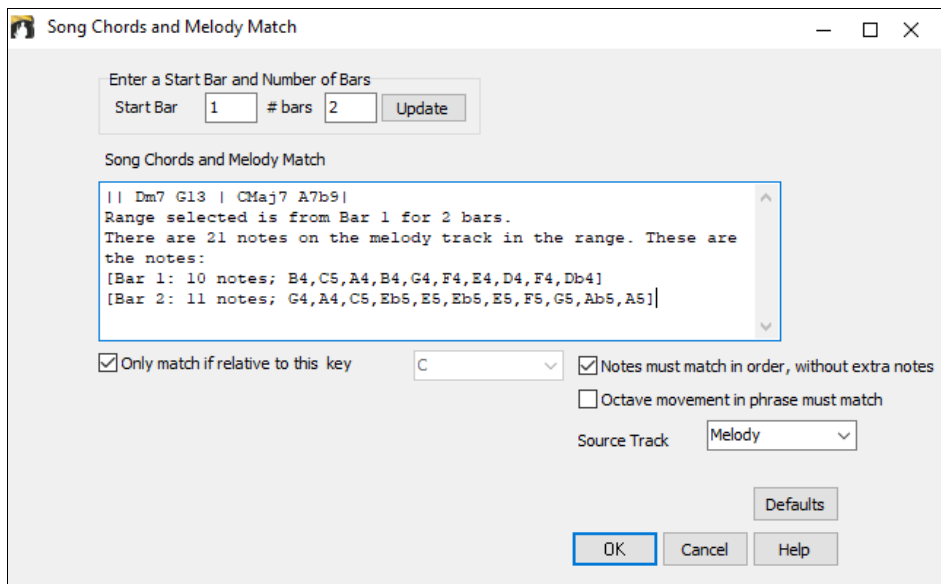 Song Chords and Melody Match
Enter a Start Bar and Number of Bars
Start Bar 1 # bars 2 Update
Song Chords and Melody Match
|| Dm7 G13 | CMaj7 A7b9|
Range selected is from Bar 1 for 2 bars.
There are 21 notes on the melody track in the range. These are
the notes:
[Bar 1: 10 notes; B4,C5,A4,B4,G4,F4,E4,D4,F4,Db4]
[Bar 2: 11 notes; G4,A4,C5,Eb5,E5,Eb5,E5,F5,G5,Ab5,A5]
Only match if relative to this key C Notes must match in order, without extra notes
Octave movement in phrase must match
Source Track Melody
Defaults
OK Cancel Help